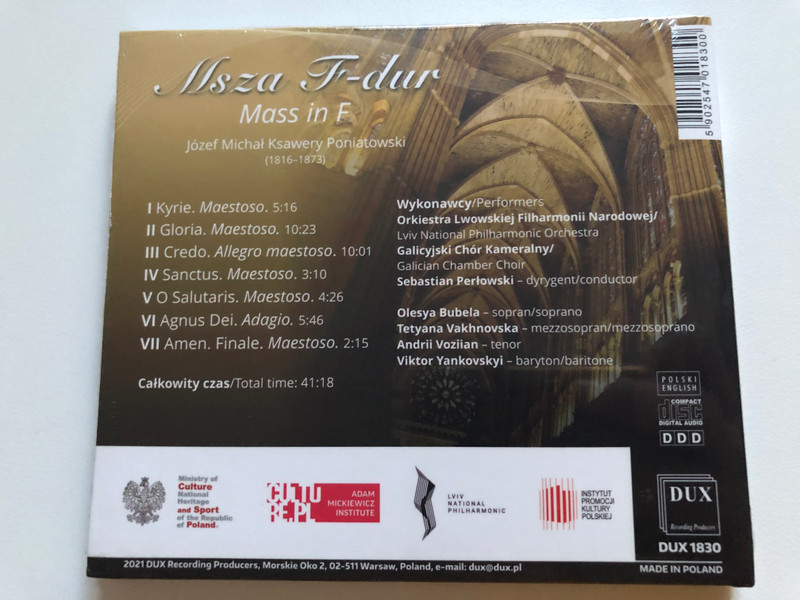 Msza F-dur
Mass in F
Józef Michał Ksawery Poniatowski
(1816–1873)
I Kyrie. Maestoso. 5:16
II Gloria. Maestoso. 10:23
III Credo. Allegro maestoso. 10:01
IV Sanctus. Maestoso. 3:10
V O Salutaris. Maestoso. 4:26
VI Agnus Dei. Adagio. 5:46
VII Amen. Finale. Maestoso. 2:15
Całkowity czas/Total time: 41:18
Wykonawcy/Performers
Orkiestra Lwowskiej Filharmonii Narodowej/
Lviv National Philharmonic Orchestra
Galicyjski Chór Kameralny/
Galician Chamber Choir
Sebastian Perłowski – dyrygent/conductor
Olesya Bubela – sopran/soprano
Tetyana Vakhnovska – mezzosopran/mezzosoprano
Andrii Voziian – tenor
Viktor Yankovskyi – baryton/baritone
5 902547 018300
POLSKI
ENGLISH
COMPACT
disc
DIGITAL AUDIO
DDD
Ministry of
Culture
National
Heritage
and Sport
of the Republic
of Poland.
CULTU
RE.PL
ADAM
MICKIEWICZ
INSTITUTE
LVIV
NATIONAL
PHILHARMONIC
INSTYTUT
PROMOCJI
KULTURY
POLSKIEJ
DUX
Recording Producers
DUX 1830
2021 DUX Recording Producers, Morskie Oko 2, 02-511 Warsaw, Poland, e-mail: dux@dux.pl
MADE IN POLAND